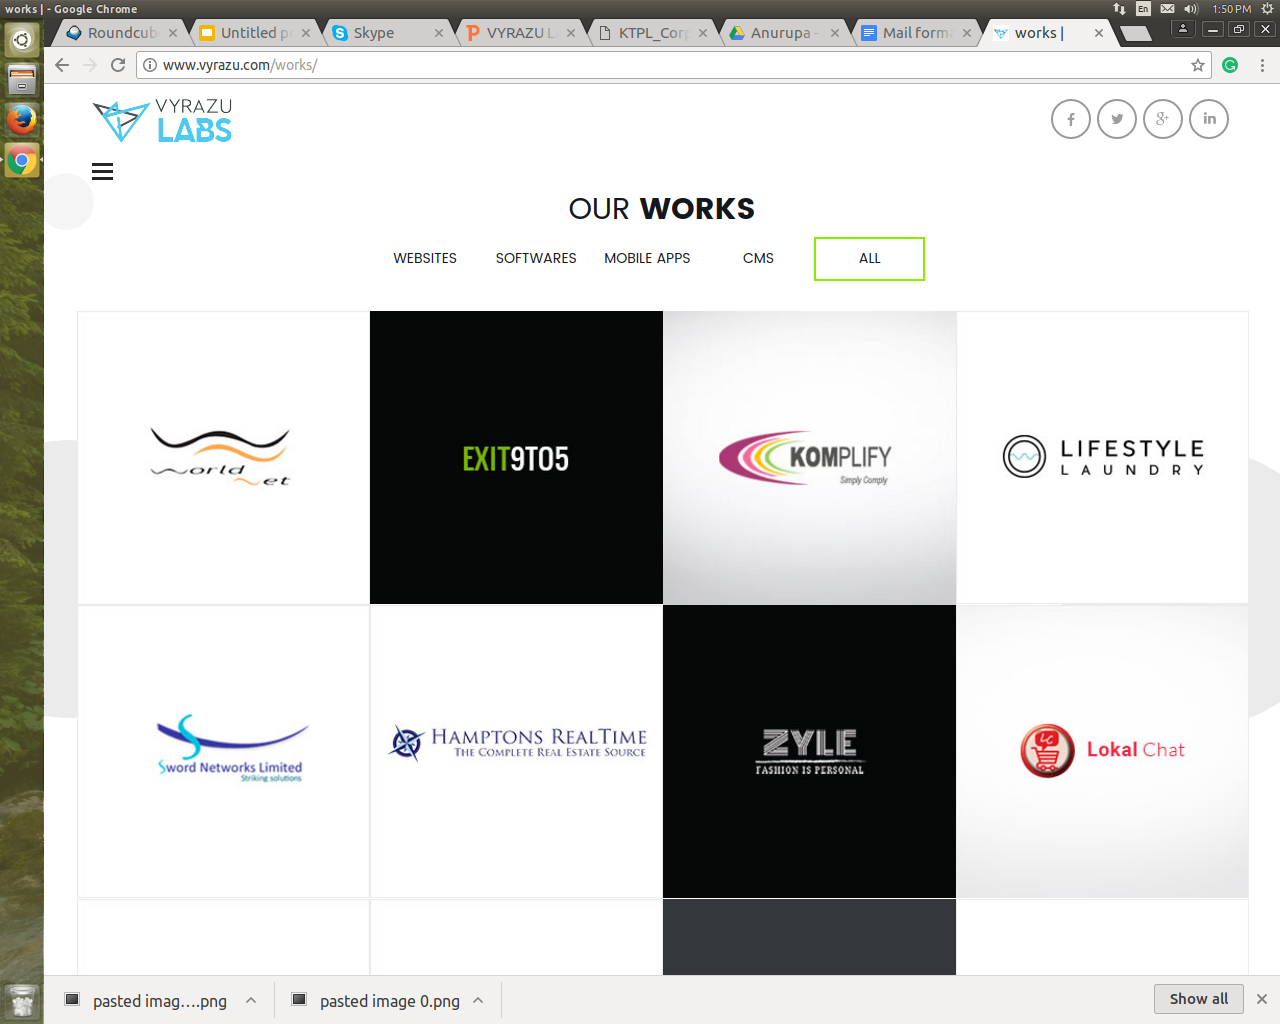 works | - Google Chrome
En
1:50 PM
Roundcub
Untitled pr
Skype
VYRAZU L
KTPL_Corp
Anurupa -
Mail forma
works |
www.vyrazu.com/works/
VYRAZU
LABS
OUR WORKS
WEBSITES
SOFTWARES
MOBILE APPS
CMS
ALL
World
Net
EXIT9TO5
KOMPLIFY
Simply Comply
LIFESTYLE
LAUNDRY
Sword Networks Limited
Striking solutions
HAMPTONS REALTIME
THE COMPLETE REAL ESTATE SOURCE
ZYLE
FASHION IS PERSONAL
LC
Lokal Chat
pasted imag....png
pasted image 0.png
Show all